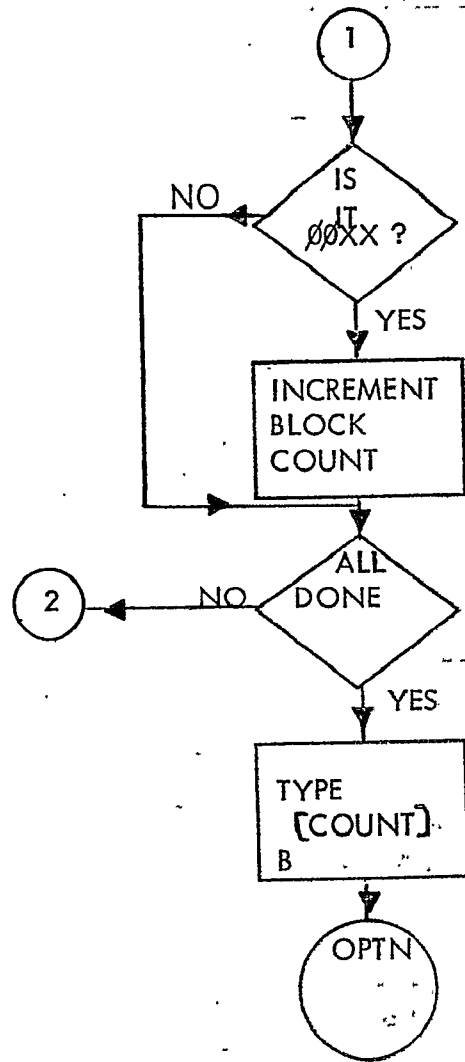 1
IS
IT
ØØXX ?
NO
YES
INCREMENT
BLOCK
COUNT
ALL
DONE
NO
2
YES
TYPE
[COUNT]
B
OPTN